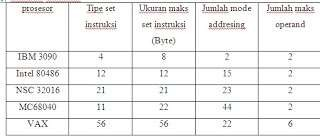 prosesor Tipe set instruksi Ukuran maks set instruksi (Byte) Jumlah mode addresing Jumlah maks operand
IBM 3090 4 8 2 2
Intel 80486 12 12 15 2
NSC 32016 21 21 23 2
MC68040 11 22 44 2
VAX 56 56 22 6